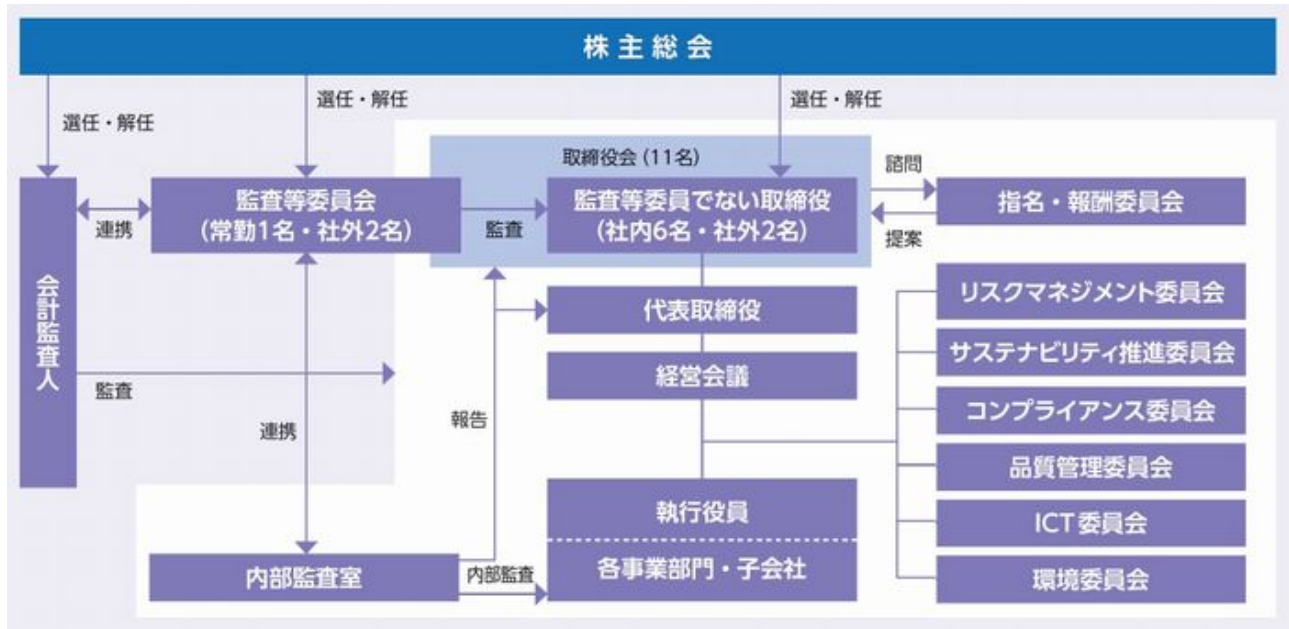 株主総会
選任・解任
選任・解任
選任・解任
取締役会(11名)
会計監査人
連携
監査等委員会
(常勤1名・社外2名)
監査
監査等委員でない取締役
(社内6名・社外2名)
諮問
提案
指名・報酬委員会
代表取締役
経営会議
監査
連携
報告
リスクマネジメント委員会
サステナビリティ推進委員会
コンプライアンス委員会
品質管理委員会
ICT委員会
環境委員会
執行役員
各事業部門・子会社
内部監査室
内部監査